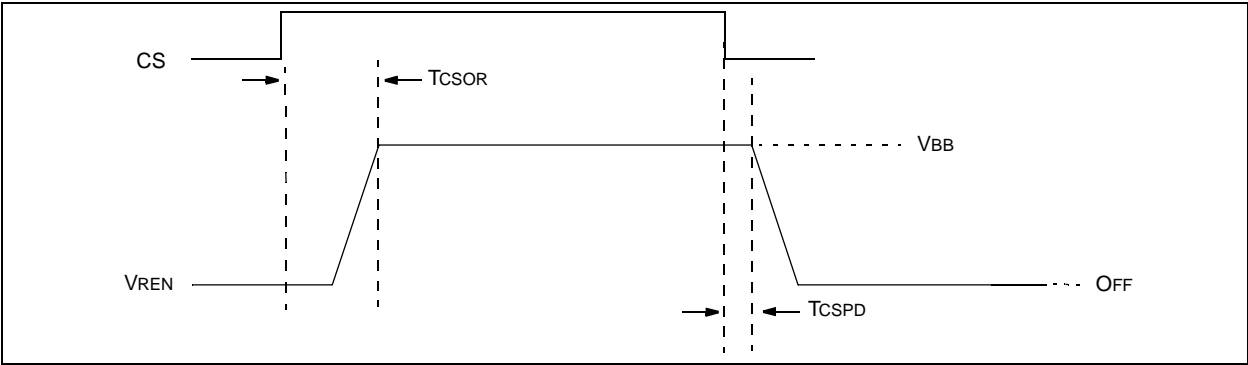 CS
TCSOR
VBB
VREN
OFF
TCSPD